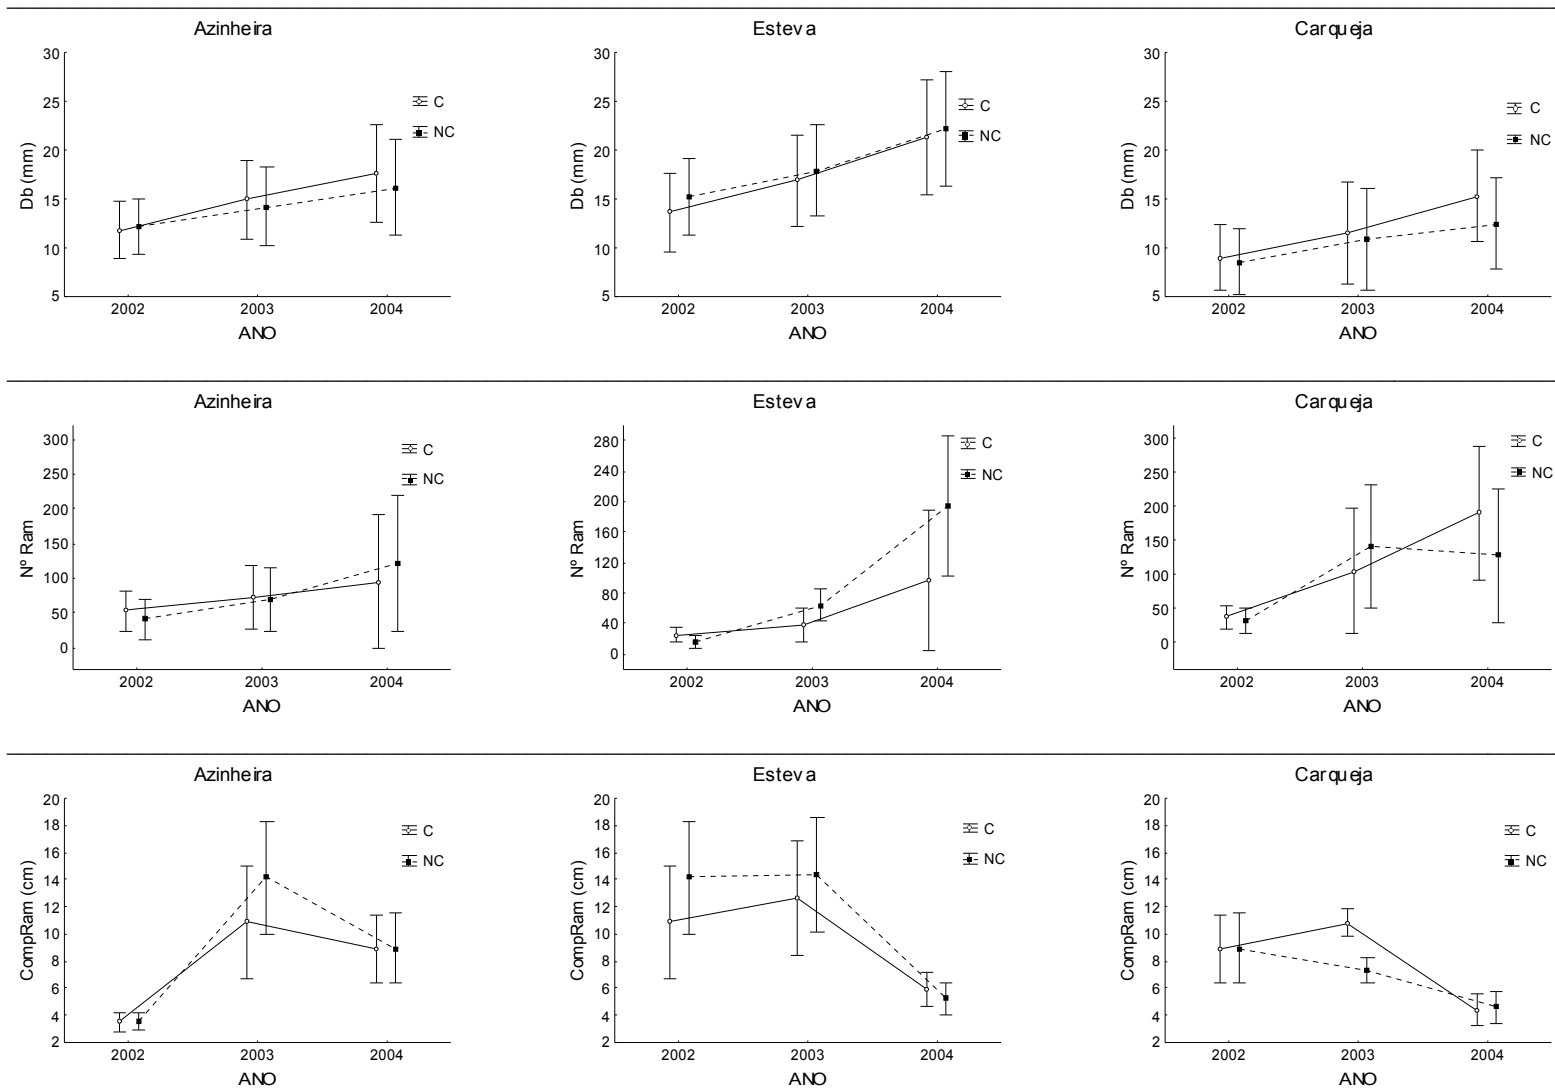 Azinheira Esteva Carqueja
30 30 30
C C C
25 25 25
NC NC NC
20 20 20
Db (mm) Db (mm) Db (mm)
15 15 15
10 10 10
5 5 5
2002 2003 2004 2002 2003 2004 2002 2003 2004
ANO ANO ANO
Azinheira Esteva Carqueja
300 280 300
C C C
250 240 250
NC NC NC
200 200 200
150 160 150
Nº Ram Nº Ram Nº Ram
100 120 100
50 80 50
0 40 0
0
2002 2003 2004 2002 2003 2004 2002 2003 2004
ANO ANO ANO
Azinheira Esteva Carqueja
20 20 20
18 18 18
C C C
16 16 16
NC NC NC
14 14 14
12 12 12
CompRam (cm) CompRam (cm) CompRam (cm)
10 10 10
8 8 8
6 6 6
4 4 4
2 2 2
2002 2003 2004 2002 2003 2004 2002 2003 2004
ANO ANO ANO